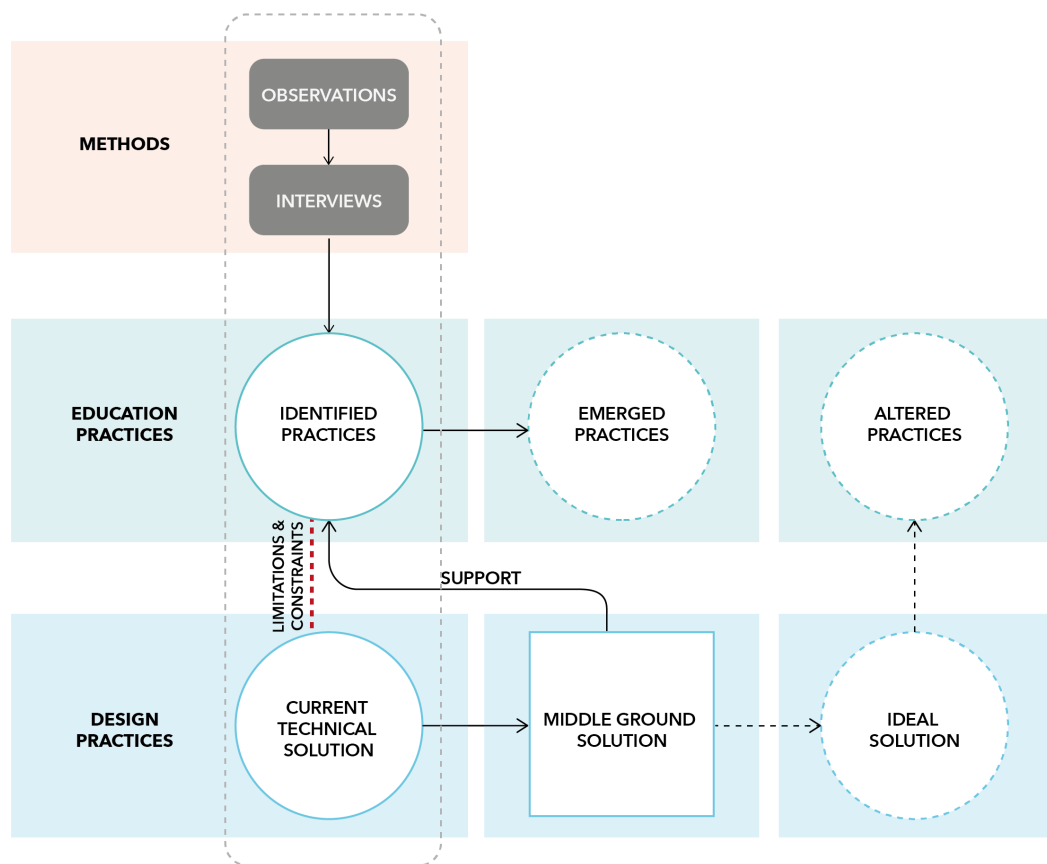 METHODS
OBSERVATIONS
INTERVIEWS
EDUCATION
PRACTICES
IDENTIFIED
PRACTICES
EMERGED
PRACTICES
ALTERED
PRACTICES
LIMITATIONS &
CONSTRAINTS
SUPPORT
DESIGN
PRACTICES
CURRENT
TECHNICAL
SOLUTION
MIDDLE GROUND
SOLUTION
IDEAL
SOLUTION